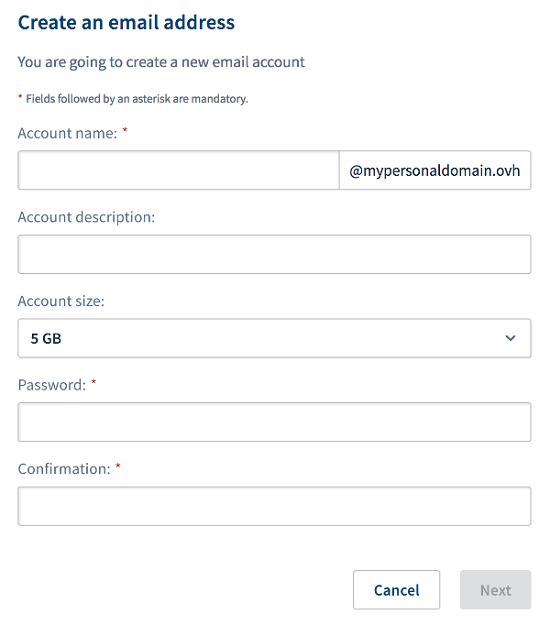 Create an email address
You are going to create a new email account
* Fields followed by an asterisk are mandatory.
Account name: *
@mypersonaldomain.ovh
Account description:
Account size:
5 GB
Password: *
Confirmation: *
Cancel Next